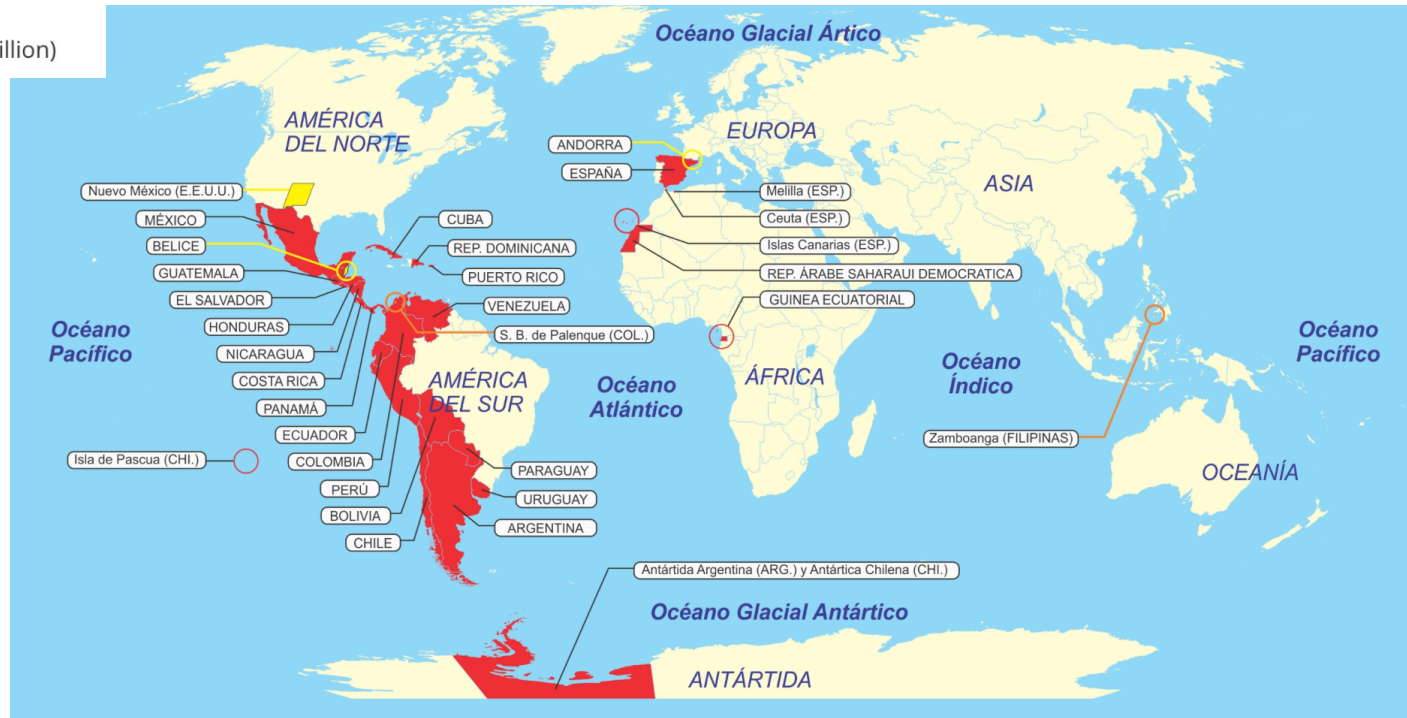 illion)
Océano Glacial Ártico
AMÉRICA
DEL NORTE
EUROPA
ASIA
ANDORRA
ESPAÑA
Melilla (ESP.)
Ceuta (ESP.)
Islas Canarias (ESP.)
REP. ÁRABE SAHARAUI DEMOCRATICA
GUINEA ECUATORIAL
Nuevo México (E.E.U.U.)
MÉXICO
BELICE
GUATEMALA
EL SALVADOR
HONDURAS
NICARAGUA
COSTA RICA
PANAMÁ
ECUADOR
COLOMBIA
PERÚ
BOLIVIA
CHILE
CUBA
REP. DOMINICANA
PUERTO RICO
VENEZUELA
S. B. de Palenque (COL.)
Océano
Pacífico
AMÉRICA
DEL SUR
Océano
Atlántico
ÁFRICA
Océano
Índico
Océano
Pacífico
Zamboanga (FILIPINAS)
OCEANÍA
Isla de Pascua (CHI.)
PARAGUAY
URUGUAY
ARGENTINA
Antártida Argentina (ARG.) y Antártica Chilena (CHI.)
Océano Glacial Antártico
ANTÁRTIDA